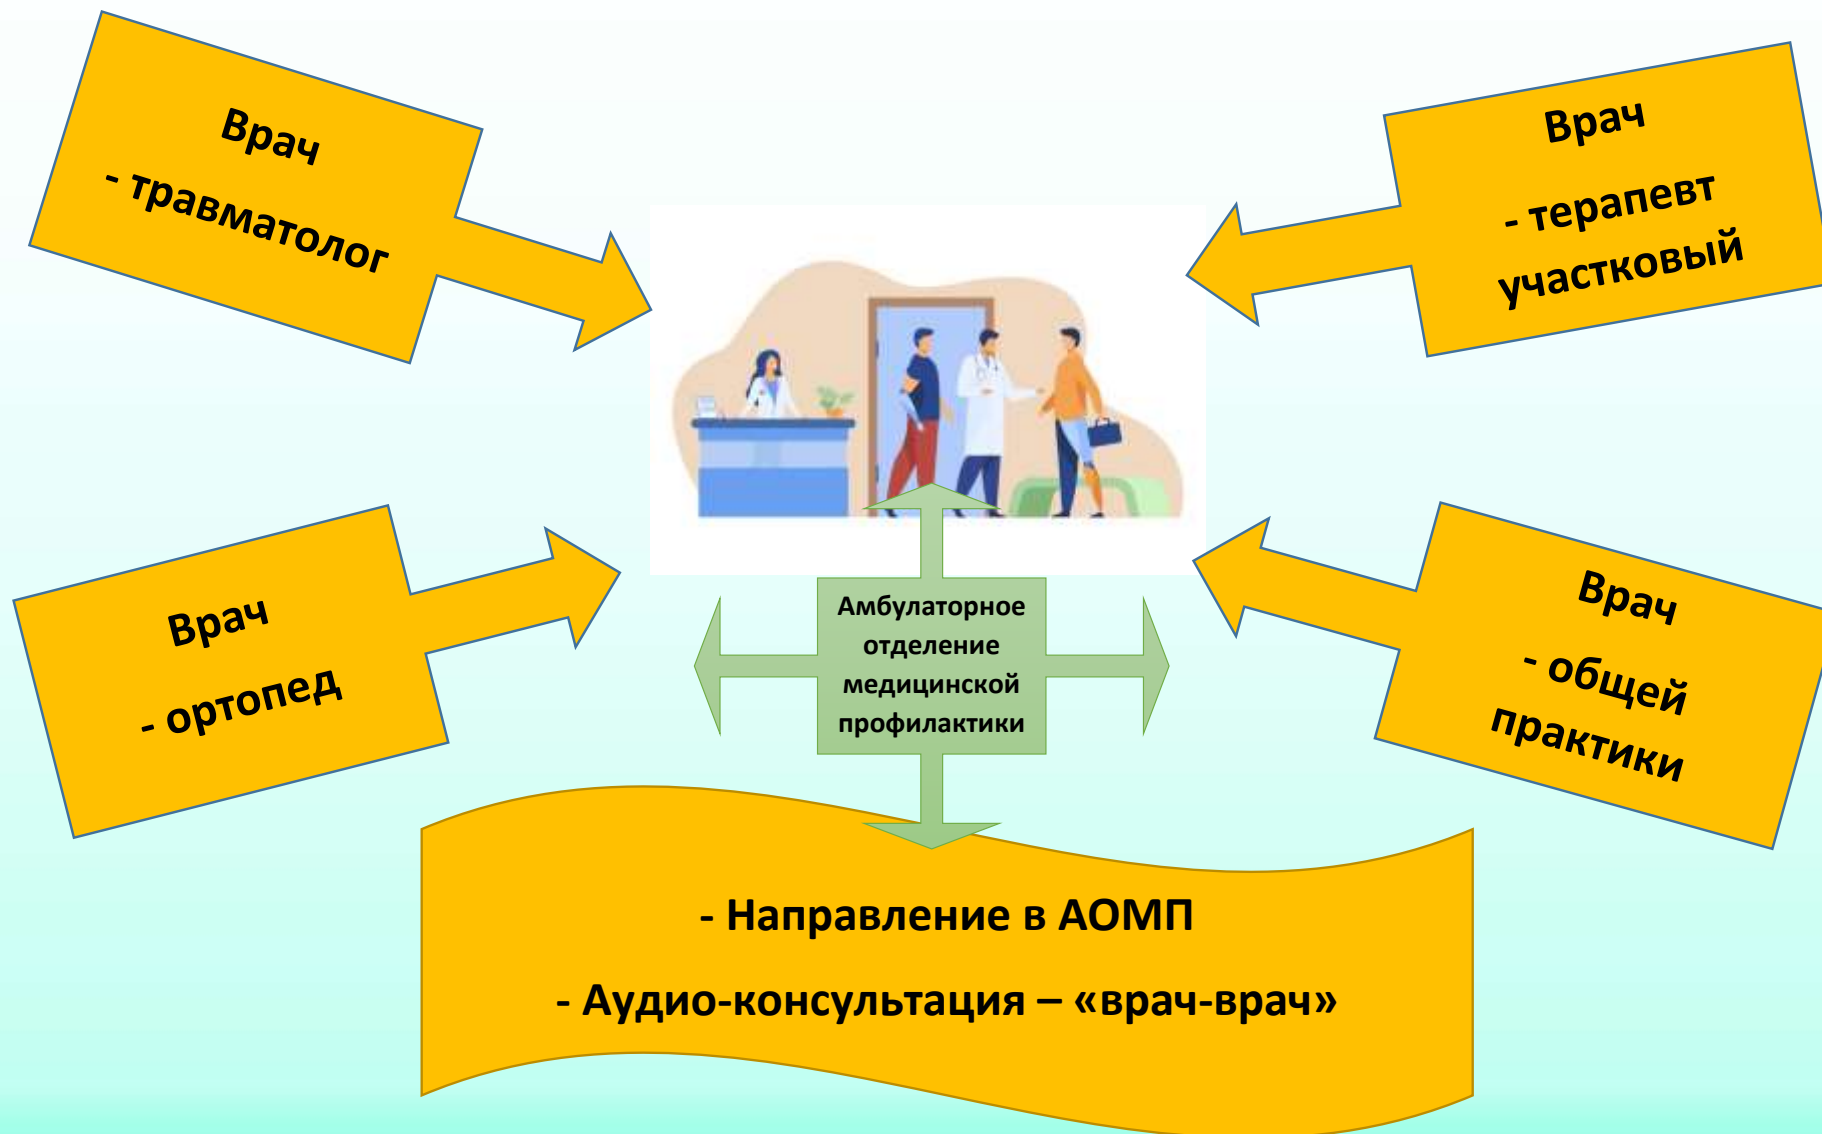 Врач
- травматолог
Врач
- терапевт
участковый
Врач
- ортопед
Амбулаторное
отделение
медицинской
профилактики
Врач
- общей
практики
- Направление в АОМП
- Аудио-консультация – «врач-врач»